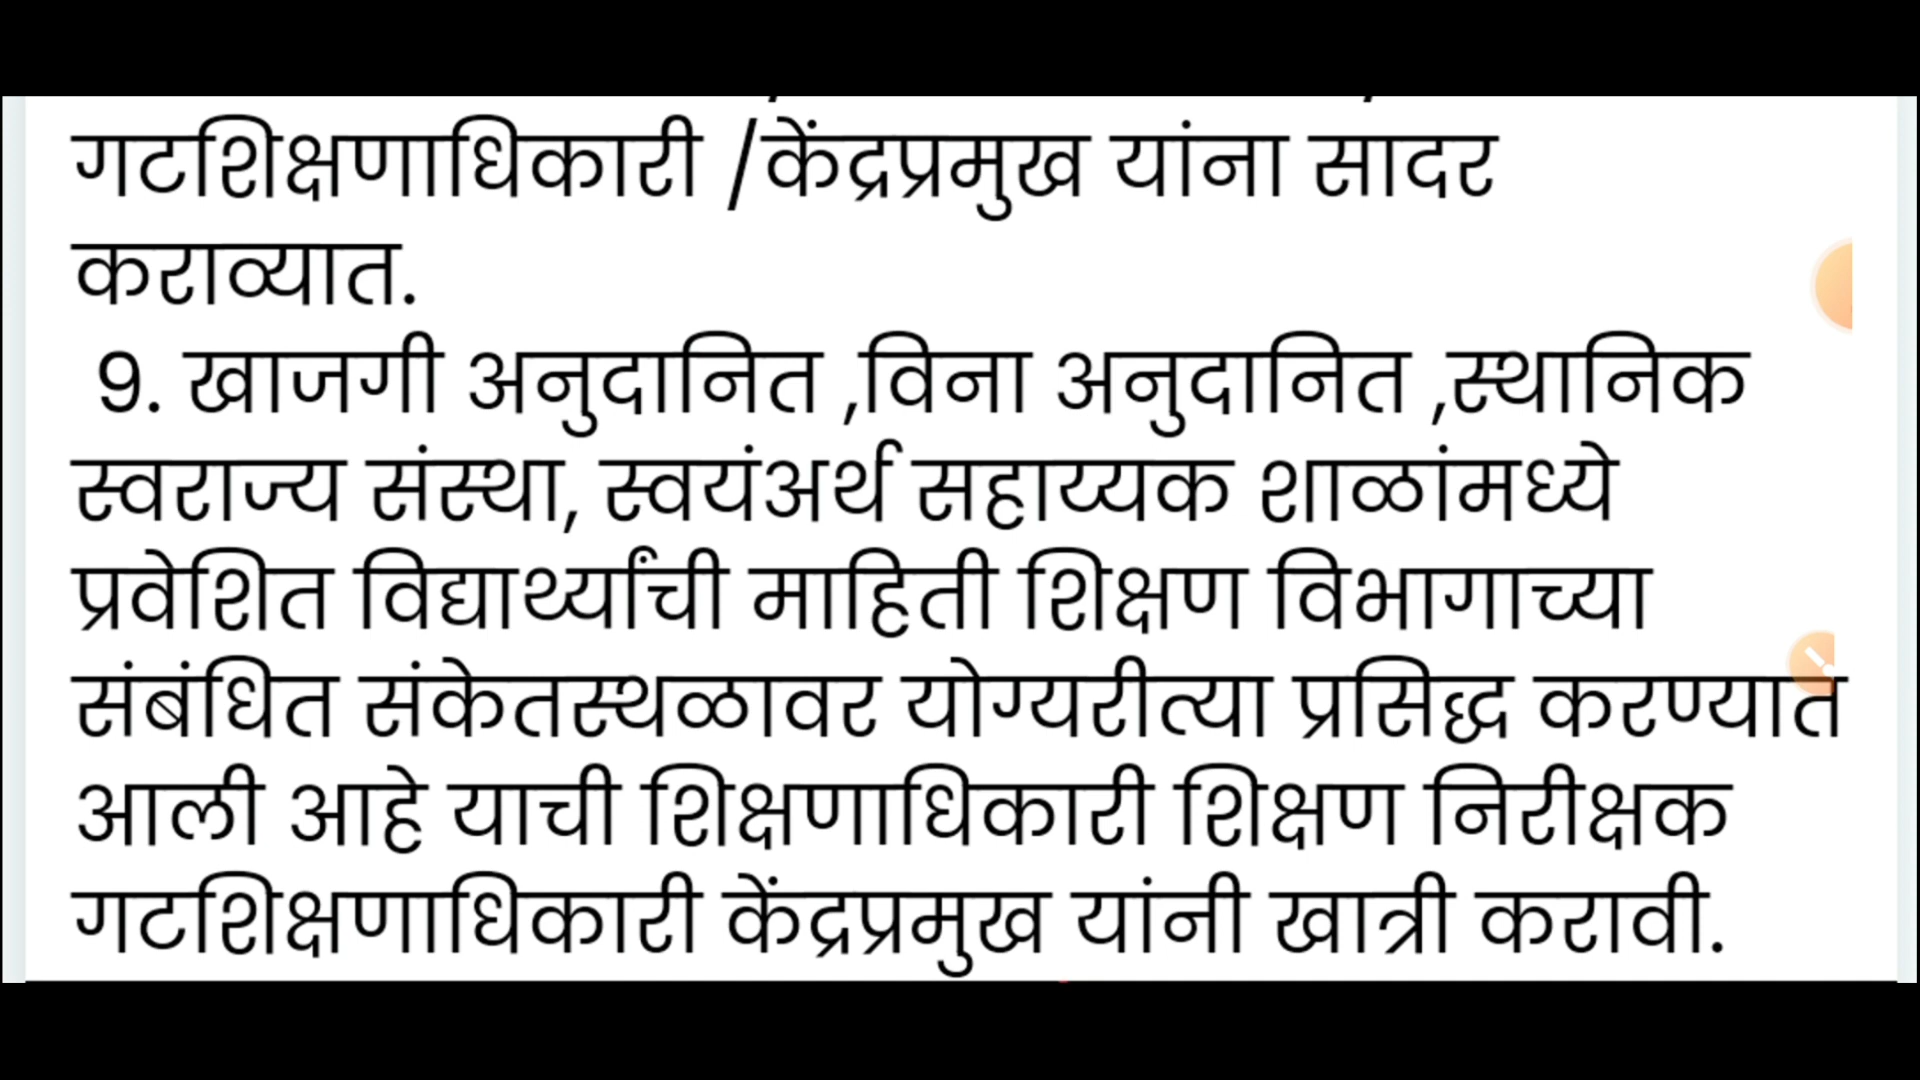 गटशिक्षणाधिकारी /केंद्रप्रमुख यांना सादर
कराव्यात.
9. खाजगी अनुदानित ,विना अनुदानित ,स्थानिक
स्वराज्य संस्था, स्वयंअर्थ सहाय्यक शाळांमध्ये
प्रवेशित विद्यार्थ्यांची माहिती शिक्षण विभागाच्या
संबंधित संकेतस्थळावर योग्यरीत्या प्रसिद्ध करण्यात
आली आहे याची शिक्षणाधिकारी शिक्षण निरीक्षक
गटशिक्षणाधिकारी केंद्रप्रमुख यांनी खात्री करावी.